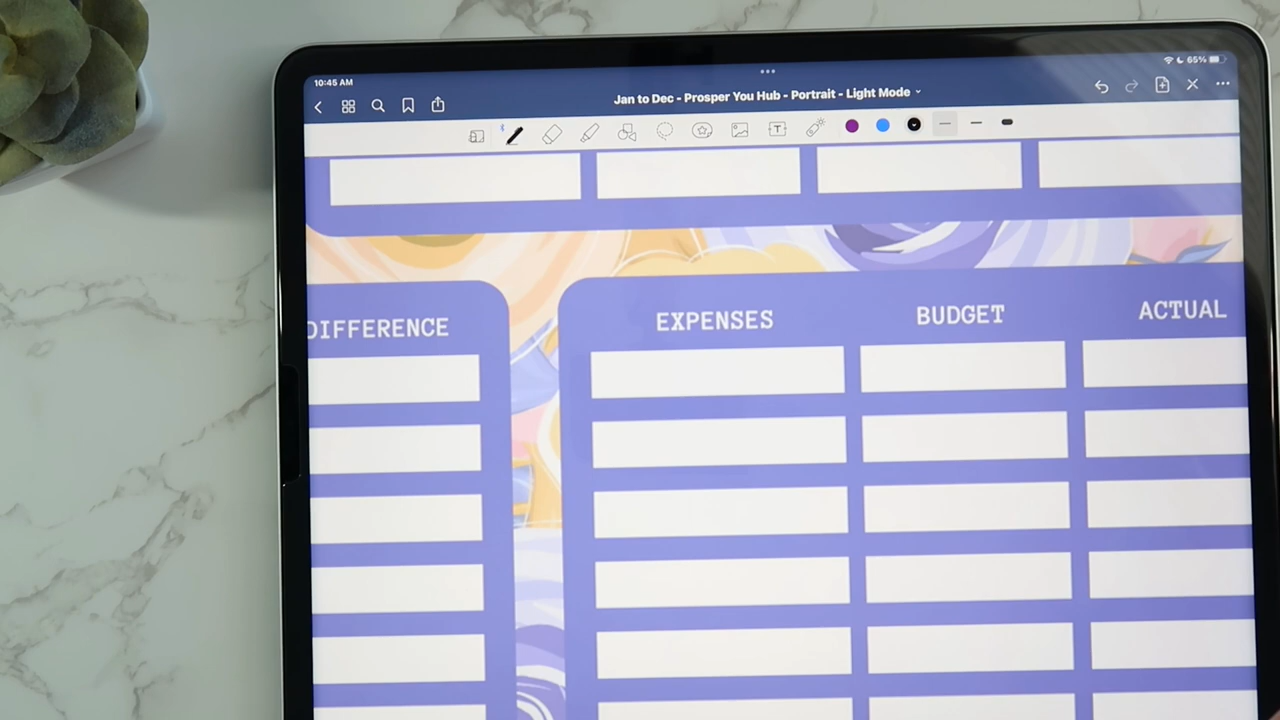 10:45 AM
65%
Jan to Dec - Prosper You Hub - Portrait - Light Mode
T
DIFFERENCE
EXPENSES
BUDGET
ACTUAL